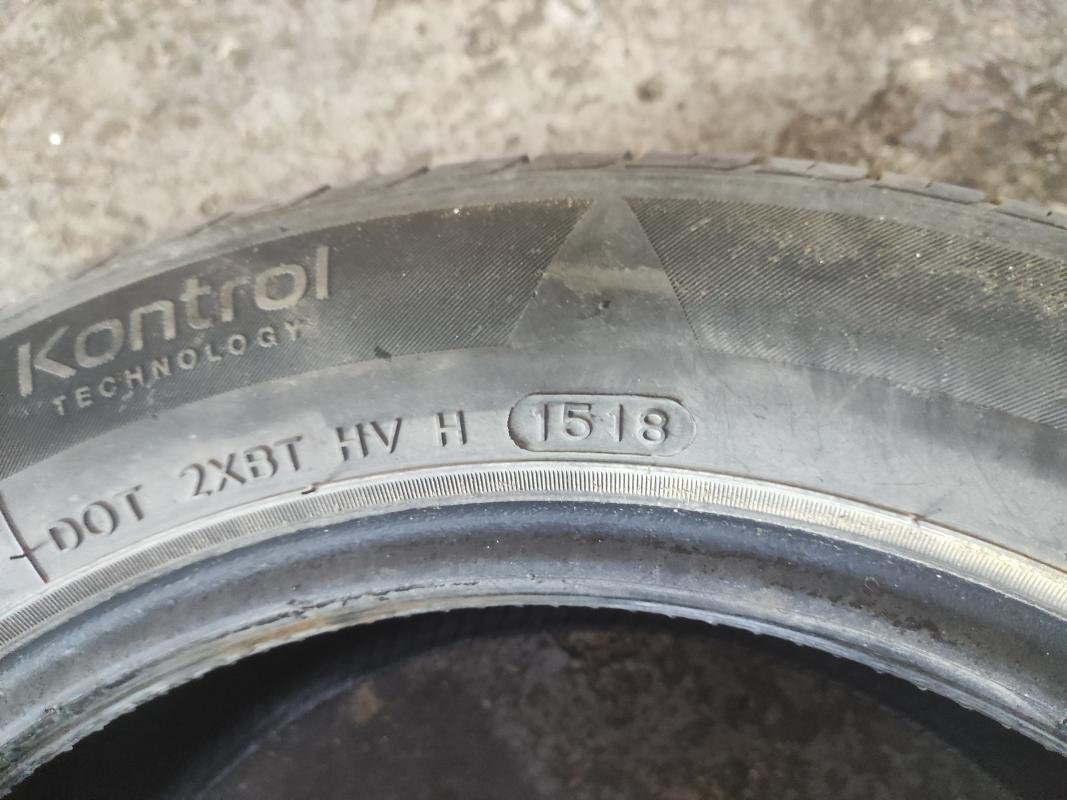 Kontrol
TECHNOLOGY
DOT 2XBT HV H 1518